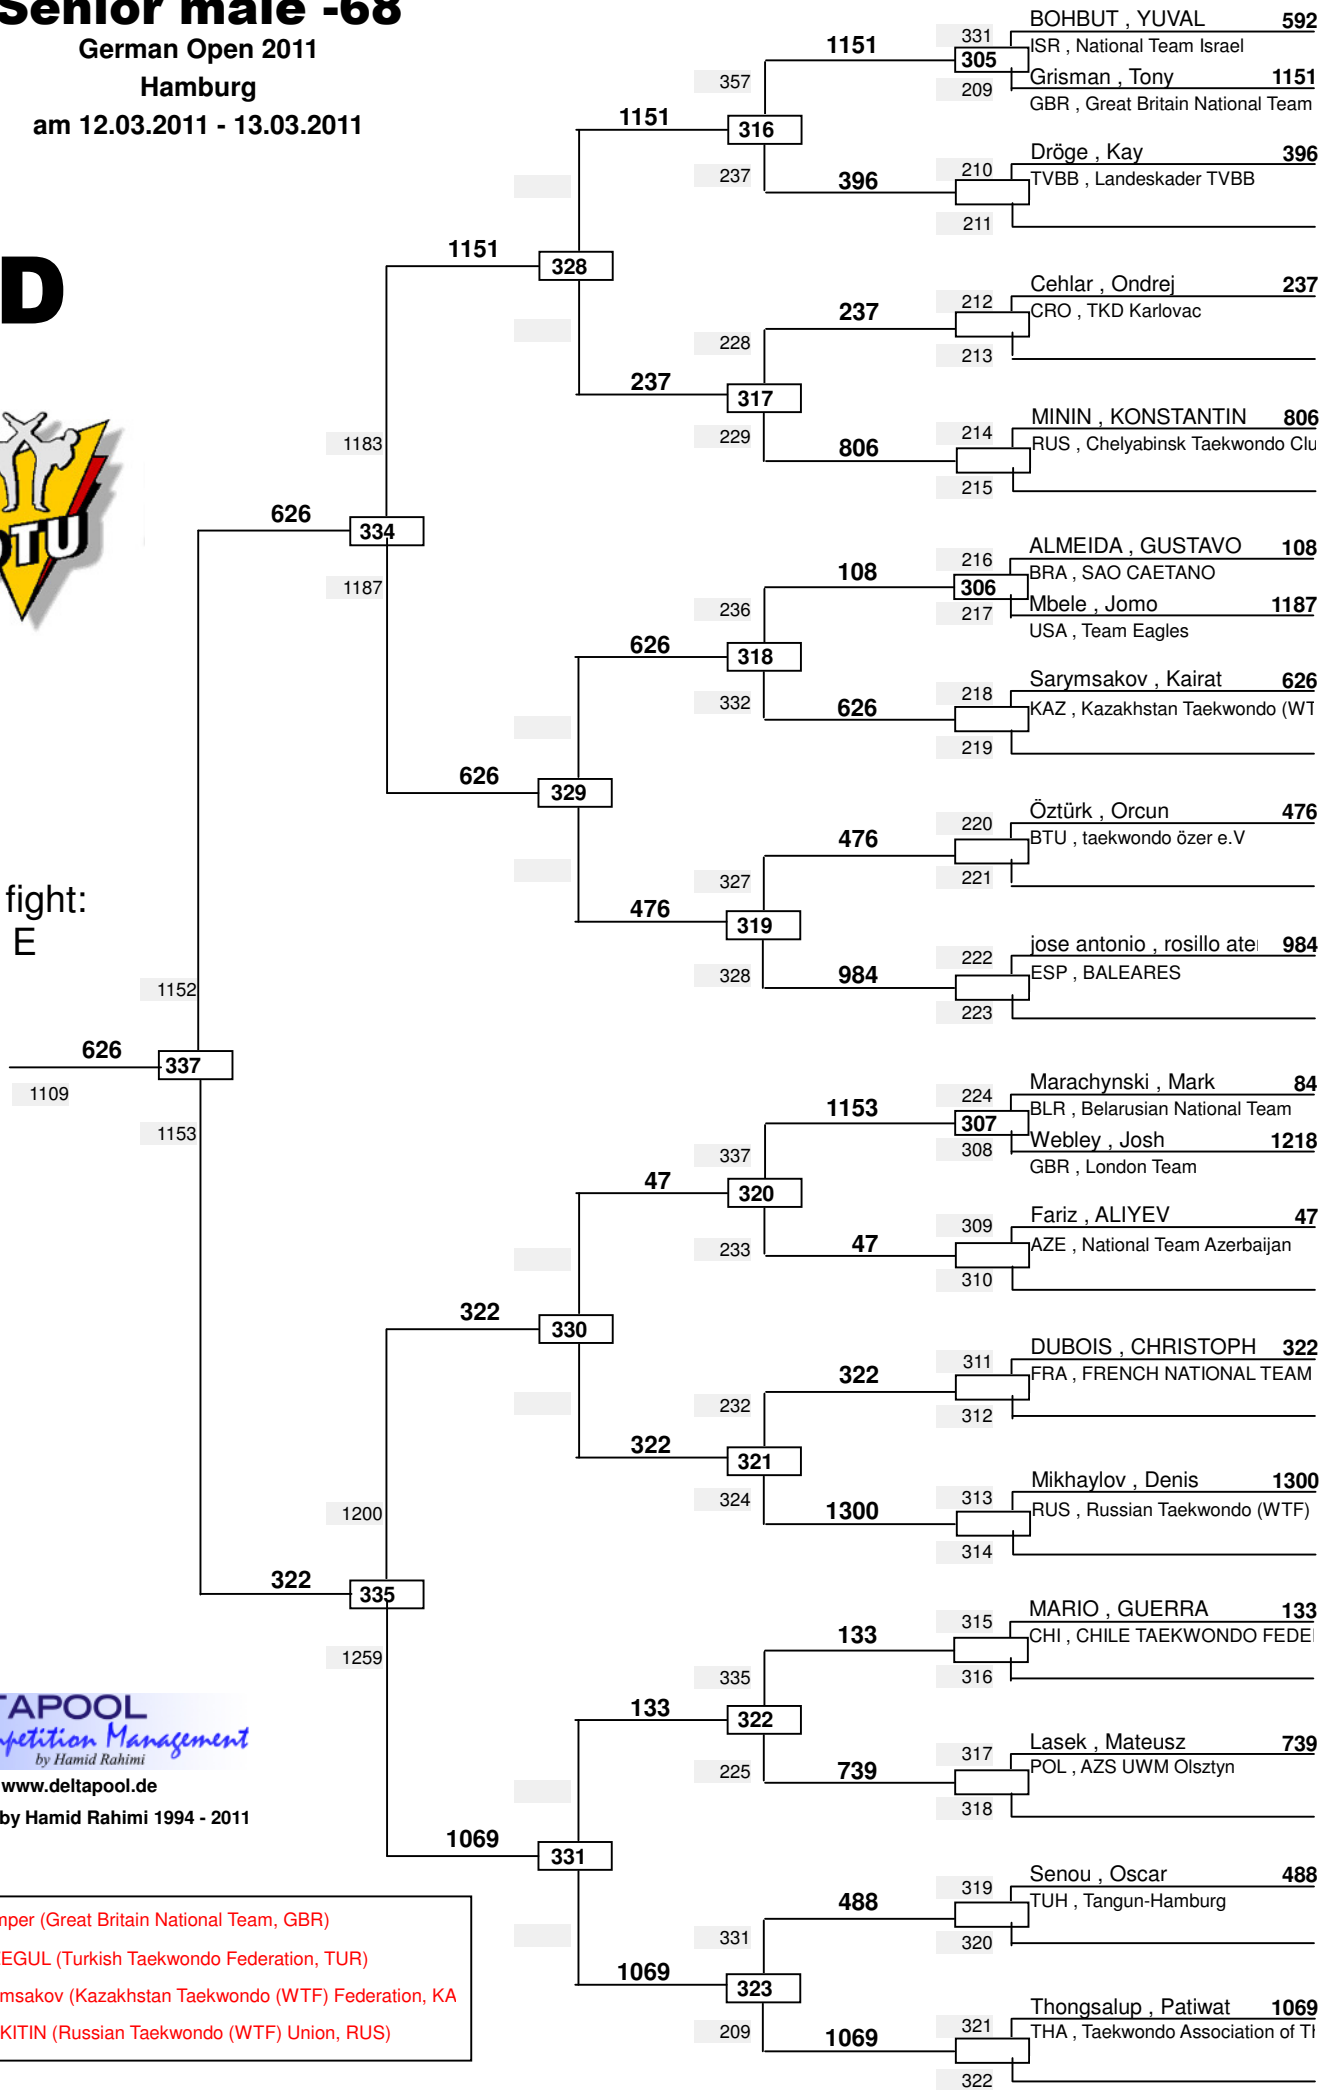 Senior male -68
German Open 2011
Hamburg
am 12.03.2011 - 13.03.2011
D
DTU
fight:
E
626
337
1109
1152
1153
626
334
1183
1187
322
335
1200
1259
1151
328
626
329
322
330
1069
331
1151
316
357
237
237
317
228
229
626
318
236
332
476
319
327
328
47
320
337
233
322
321
232
324
133
322
335
225
1069
323
331
209
1151
331
305
209
BOHBUT , YUVAL 592
ISR , National Team Israel
Grisman , Tony 1151
GBR , Great Britain National Team
396
210
211
Dröge , Kay 396
TVBB , Landeskader TVBB
237
212
213
Cehlar , Ondrej 237
CRO , TKD Karlovac
806
214
215
MININ , KONSTANTIN 806
RUS , Chelyabinsk Taekwondo Clu
108
216
306
217
ALMEIDA , GUSTAVO 108
BRA , SAO CAETANO
Mbele , Jomo 1187
USA , Team Eagles
626
218
219
Sarymsakov , Kairat 626
KAZ , Kazakhstan Taekwondo (WT
476
220
221
Öztürk , Orcun 476
BTU , taekwondo özer e.V
984
222
223
jose antonio , rosillo ate 984
ESP , BALEARES
1153
224
307
308
Marachynski , Mark 84
BLR , Belarusian National Team
Webley , Josh 1218
GBR , London Team
47
309
310
Fariz , ALIYEV 47
AZE , National Team Azerbaijan
322
311
312
DUBOIS , CHRISTOPH 322
FRA , FRENCH NATIONAL TEAM
1300
313
314
Mikhaylov , Denis 1300
RUS , Russian Taekwondo (WTF)
133
315
316
MARIO , GUERRA 133
CHI , CHILE TAEKWONDO FEDE
739
317
318
Lasek , Mateusz 739
POL , AZS UWM Olsztyn
488
319
320
Senou , Oscar 488
TUH , Tangun-Hamburg
1069
321
322
Thongsalup , Patiwat 1069
THA , Taekwondo Association of Th
TAPOOL
mpetition Management
by Hamid Rahimi
www.deltapool.de
by Hamid Rahimi 1994 - 2011
mper (Great Britain National Team, GBR)
EGUL (Turkish Taekwondo Federation, TUR)
msakov (Kazakhstan Taekwondo (WTF) Federation, KA
KITIN (Russian Taekwondo (WTF) Union, RUS)